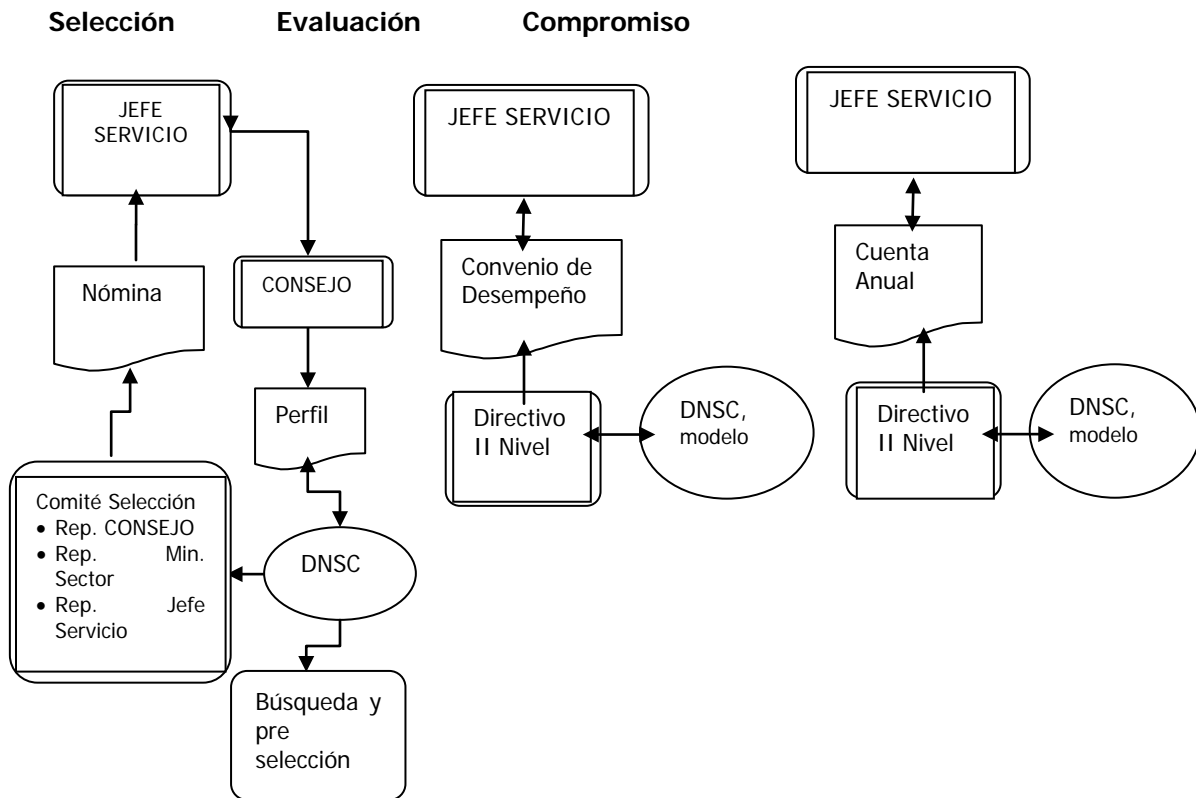 Selección Evaluación Compromiso
JEFE
SERVICIO
JEFE SERVICIO
JEFE SERVICIO
Nómina
CONSEJO
Convenio de
Desempeño
Cuenta
Anual
Perfil
Directivo
II Nivel
DNSC,
modelo
Directivo
II Nivel
DNSC,
modelo
Comité Selección
• Rep. CONSEJO
• Rep. Min.
Sector
• Rep. Jefe
Servicio
DNSC
Búsqueda y
pre
selección